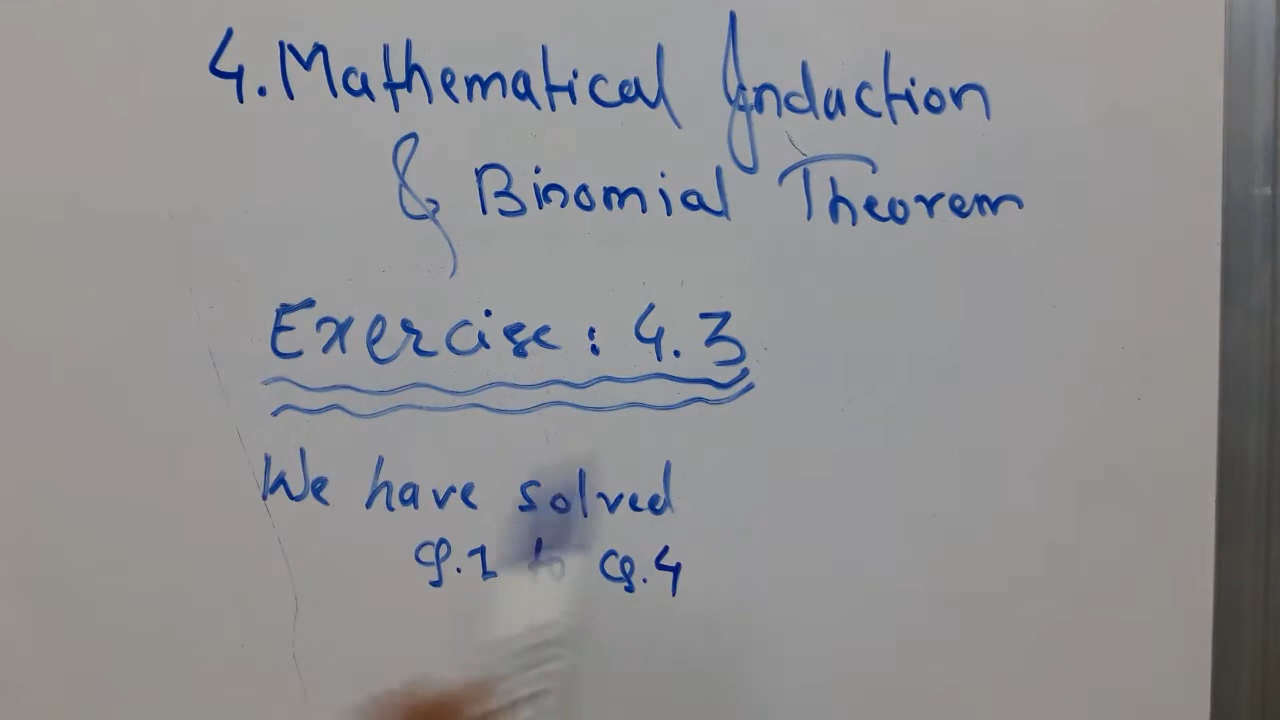 4. Mathematical Induction
& Binomial Theorem
Exercise : 4.3
We have solved
Q.1 to Q.4